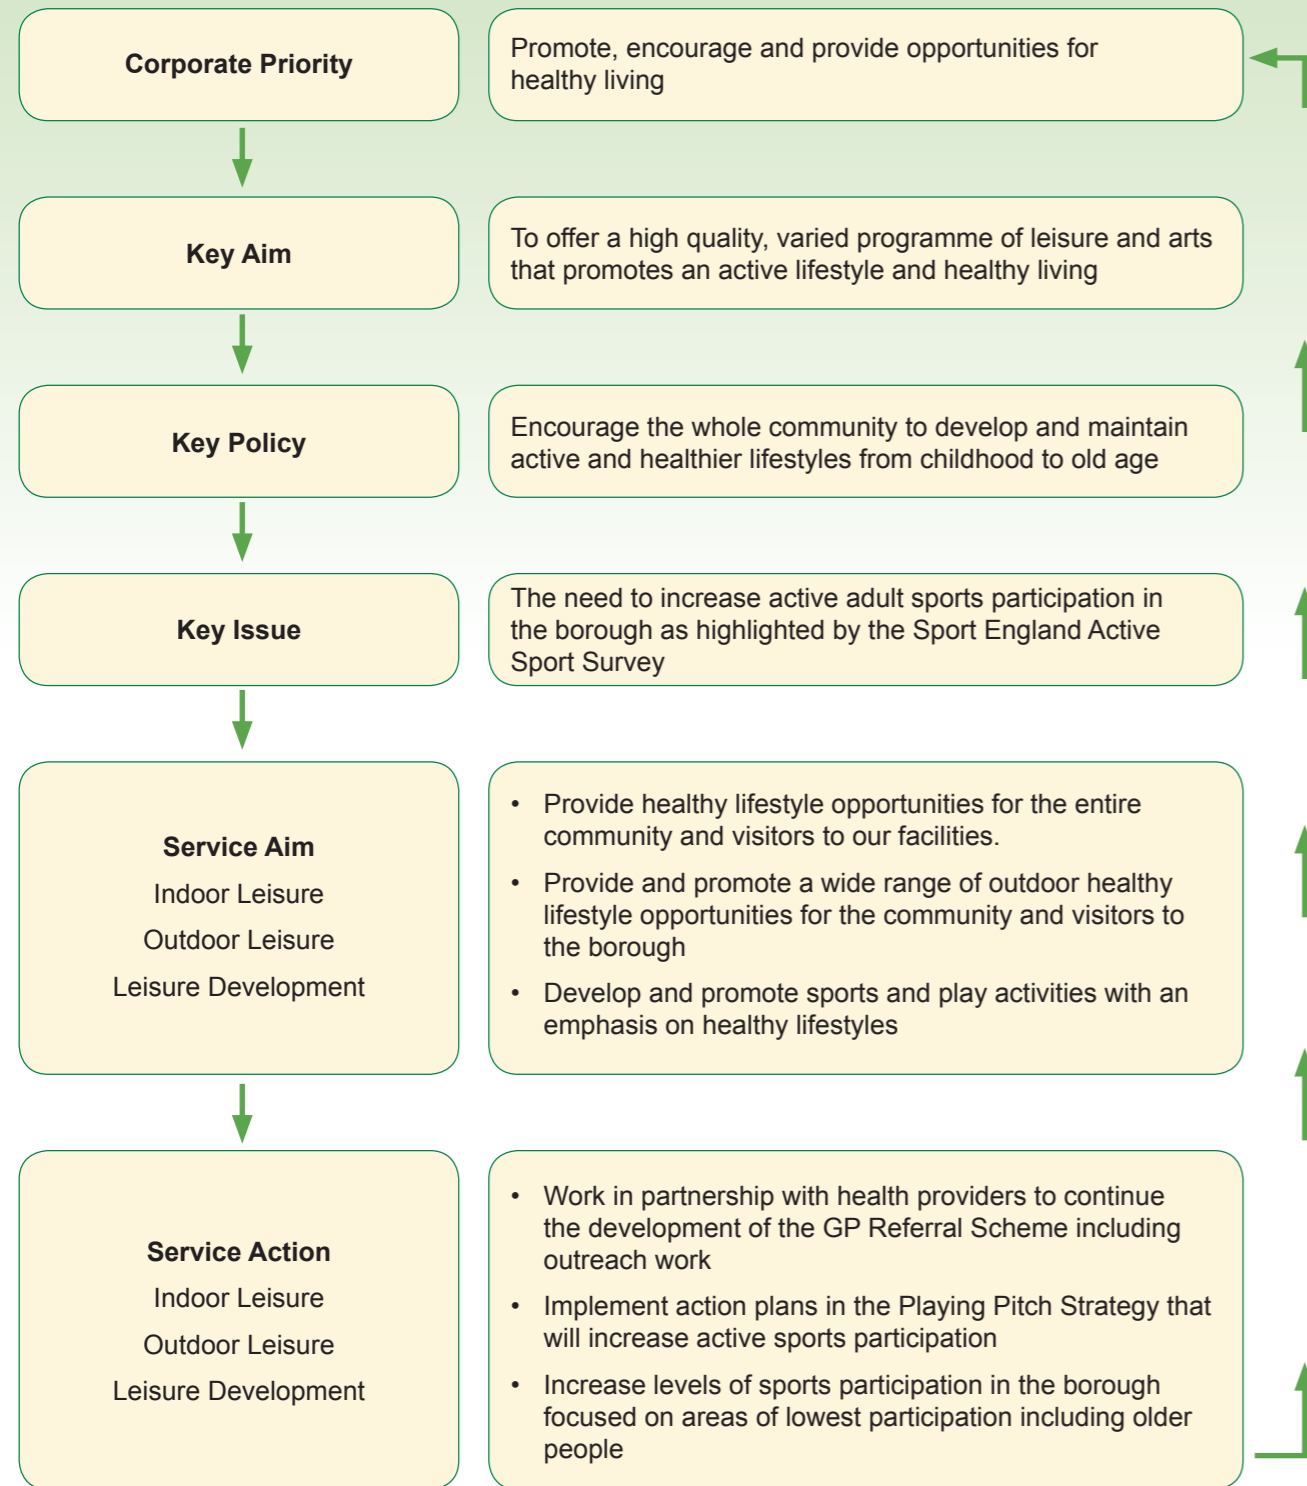 Corporate Priority
Promote, encourage and provide opportunities for
healthy living
Key Aim
To offer a high quality, varied programme of leisure and arts
that promotes an active lifestyle and healthy living
Key Policy
Encourage the whole community to develop and maintain
active and healthier lifestyles from childhood to old age
Key Issue
The need to increase active adult sports participation in
the borough as highlighted by the Sport England Active
Sport Survey
Service Aim
Indoor Leisure
Outdoor Leisure
Leisure Development
• Provide healthy lifestyle opportunities for the entire
community and visitors to our facilities.
• Provide and promote a wide range of outdoor healthy
lifestyle opportunities for the community and visitors to
the borough
• Develop and promote sports and play activities with an
emphasis on healthy lifestyles
Service Action
Indoor Leisure
Outdoor Leisure
Leisure Development
• Work in partnership with health providers to continue
the development of the GP Referral Scheme including
outreach work
• Implement action plans in the Playing Pitch Strategy that
will increase active sports participation
• Increase levels of sports participation in the borough
focused on areas of lowest participation including older
people